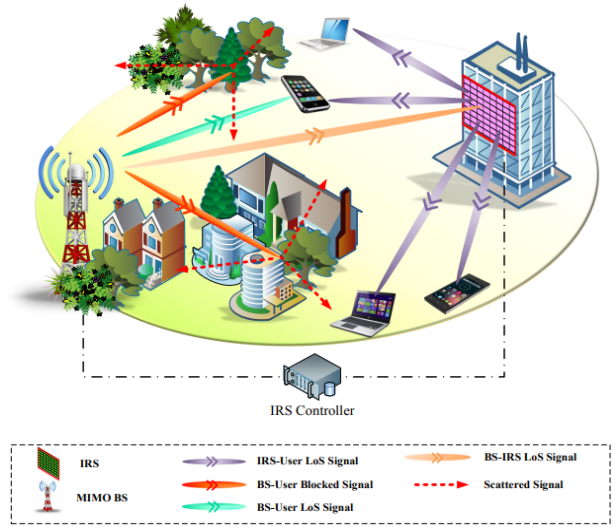 IRS Controller
IRS
IRS-User LoS Signal
BS-IRS LoS Signal
MIMO BS
BS-User Blocked Signal
Scattered Signal
BS-User LoS Signal